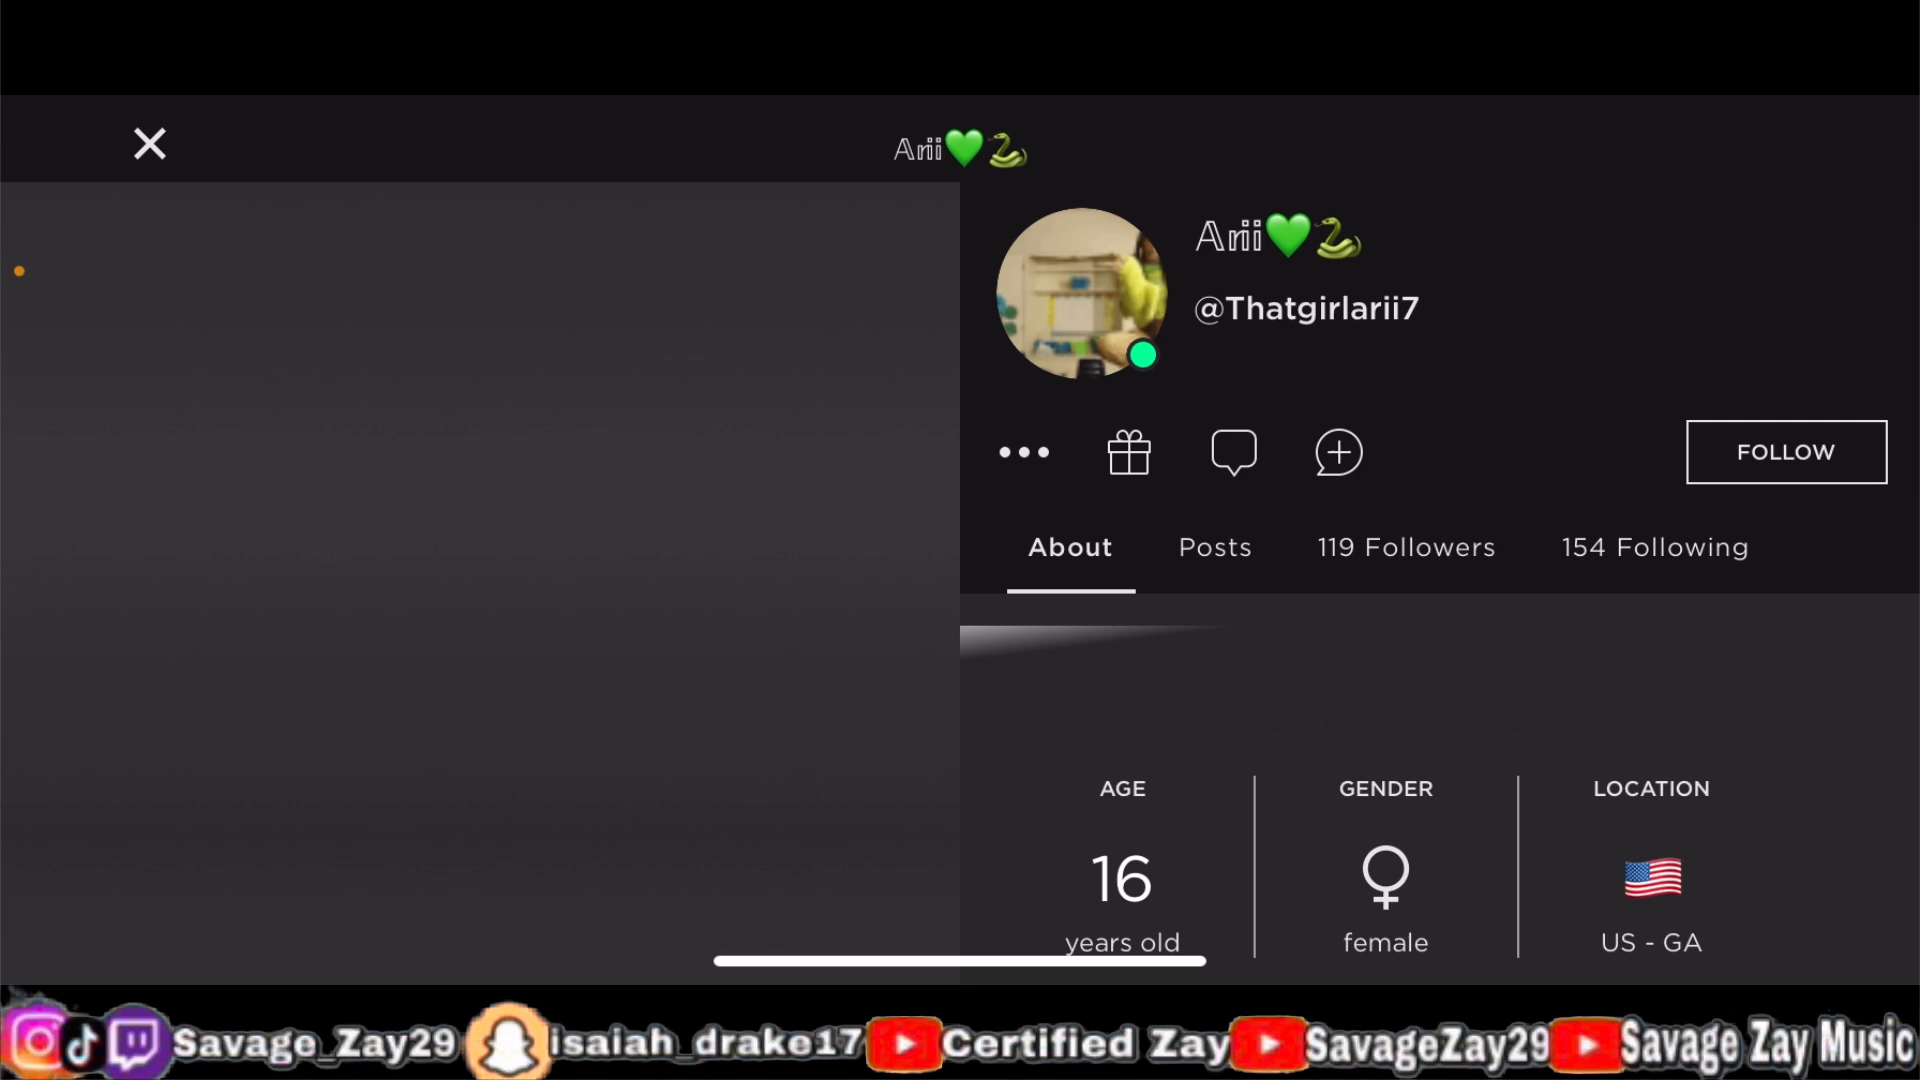 𝔸𝕣𝕚𝕚💚🐍
𝔸𝕣𝕚𝕚💚🐍
@Thatgirlarii7
FOLLOW
About Posts 119 Followers 154 Following
AGE GENDER LOCATION
16
years old female US - GA
Savage_Zay29 isaiah_drake17 Certified Zay SavageZay29 Savage Zay Music